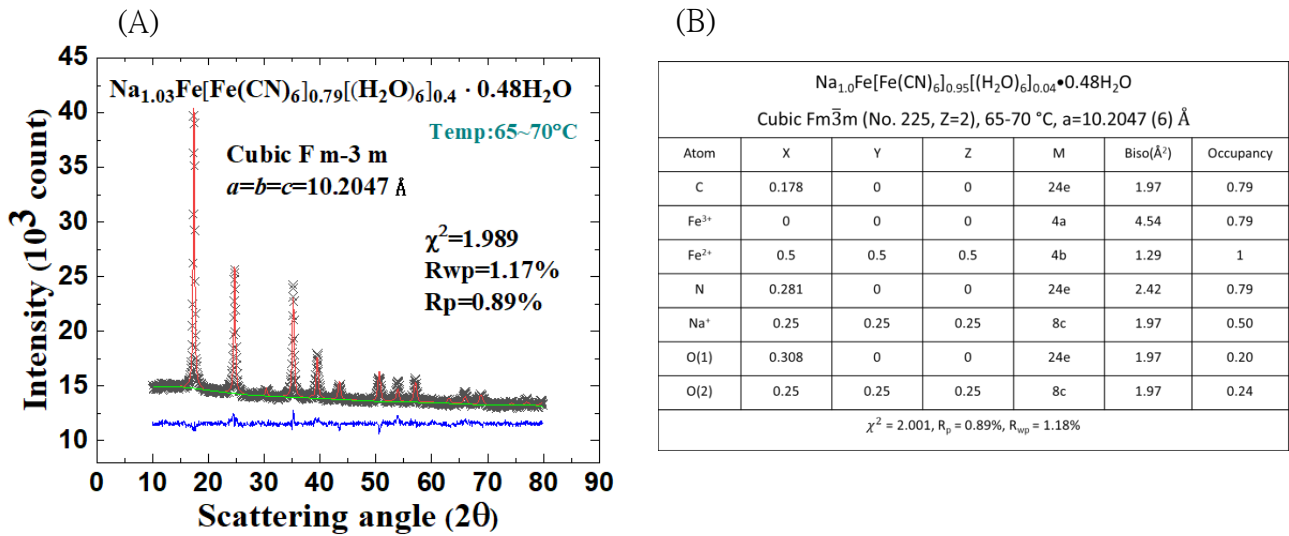 (A)
45
40
35
30
25
20
15
10
Intensity (10³ count)
Na₁.₀₃Fe[Fe(CN)₆]₀.₇₉[(H₂O)₆]₀.₄ · 0.48H₂O
Temp:65~70°C
Cubic F m-3 m
a=b=c=10.2047 Å
χ²=1.989
Rwp=1.17%
Rp=0.89%
0 10 20 30 40 50 60 70 80 90
Scattering angle (2θ)
(B)
Na₁.₀Fe[Fe(CN)₆]₀.₉₅[(H₂O)₆]₀.₀₄•0.48H₂O
Cubic Fm3̅m (No. 225, Z=2), 65-70 °C, a=10.2047 (6) Å
Atom X Y Z M Biso(Å²) Occupancy
C 0.178 0 0 24e 1.97 0.79
Fe³⁺ 0 0 0 4a 4.54 0.79
Fe²⁺ 0.5 0.5 0.5 4b 1.29 1
N 0.281 0 0 24e 2.42 0.79
Na⁺ 0.25 0.25 0.25 8c 1.97 0.50
O(1) 0.308 0 0 24e 1.97 0.20
O(2) 0.25 0.25 0.25 8c 1.97 0.24
χ² = 2.001, Rₚ = 0.89%, R_wp = 1.18%